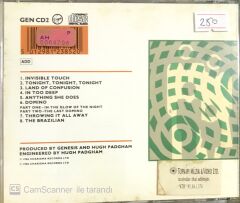 GEN CD2
250
AAD
1. INVISIBLE TOUCH
2. TONIGHT, TONIGHT, TONIGHT
3. LAND OF CONFUSION
4. IN TOO DEEP
5. ANYTHING SHE DOES
6. DOMINO
PART ONE-IN THE GLOW OF THE NIGHT
PART TWO-THE LAST DOMINO
7. THROWING IT ALL AWAY
8. THE BRAZILIAN
PRODUCED BY GENESIS AND HUGH PADGHAM
ENGINEERED BY HUGH PADGHAM
CS CamScanner ile tarandı